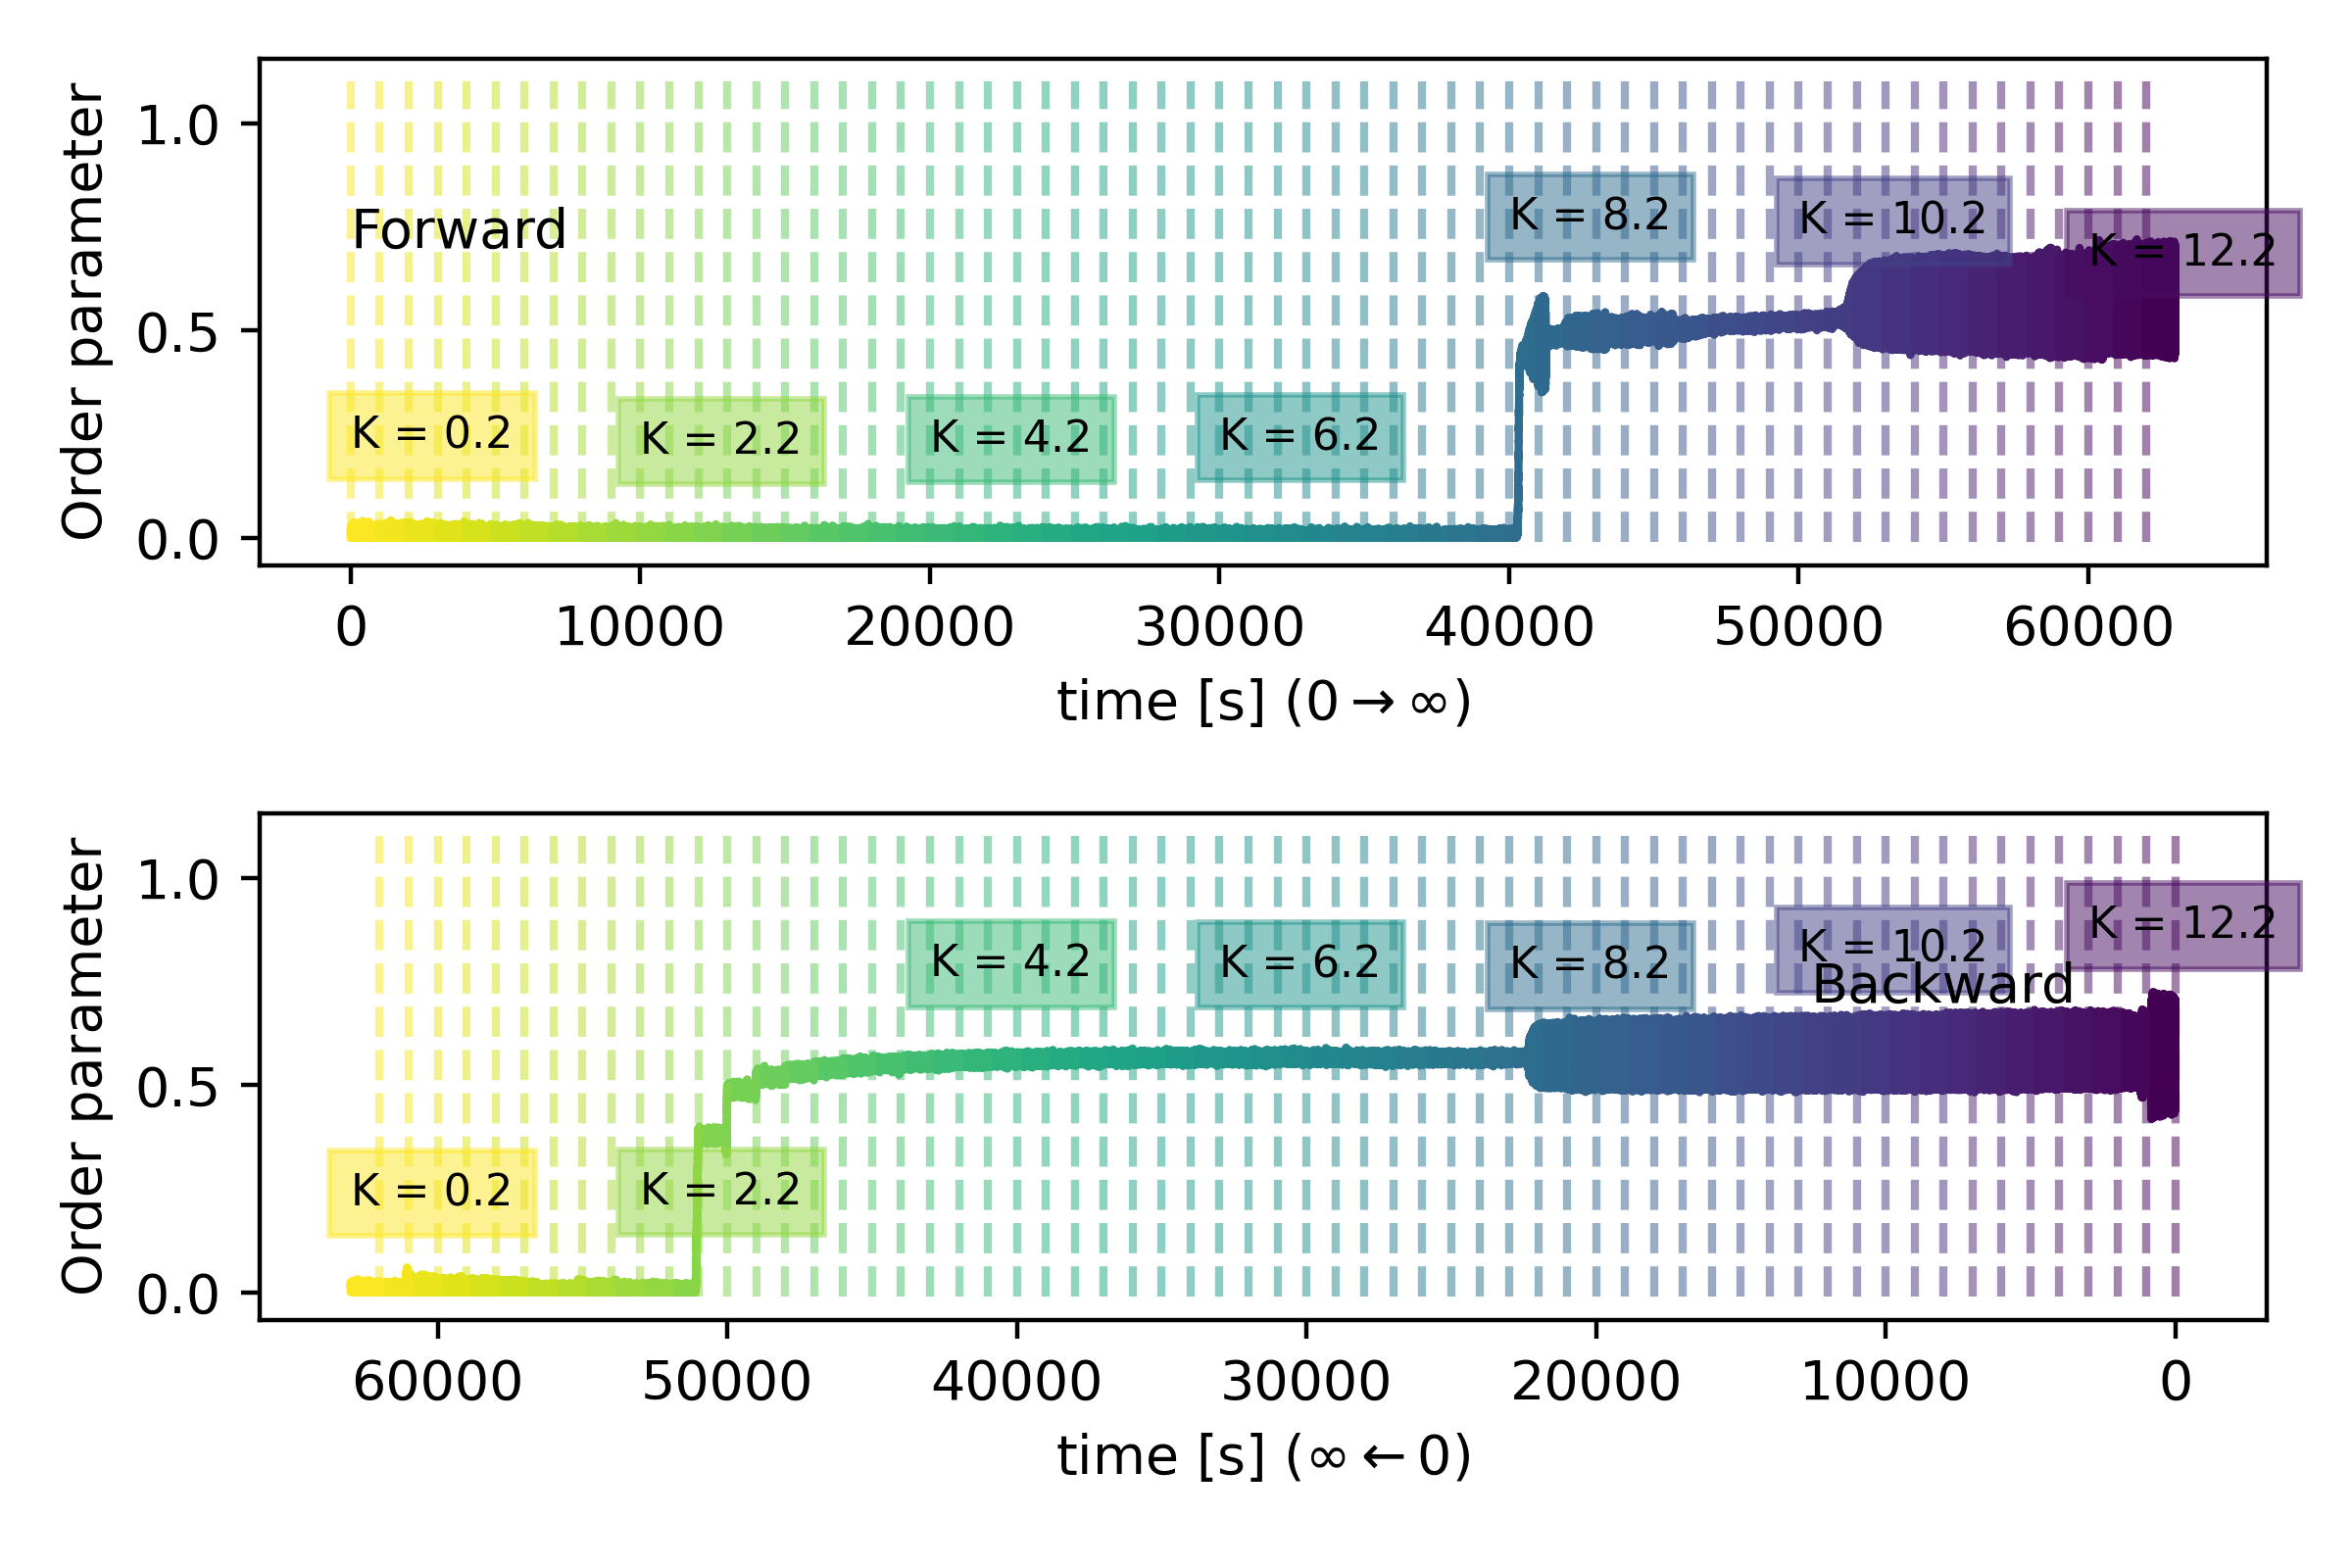 Order parameter
1.0
0.5
0.0
Forward
K = 0.2
K = 2.2
K = 4.2
K = 6.2
K = 8.2
K = 10.2
K = 12.2
0 10000 20000 30000 40000 50000 60000
time [s] (0→∞)
Order parameter
1.0
0.5
0.0
K = 0.2
K = 2.2
K = 4.2
K = 6.2
K = 8.2
K = 10.2
K = 12.2
Backward
60000 50000 40000 30000 20000 10000 0
time [s] (∞←0)